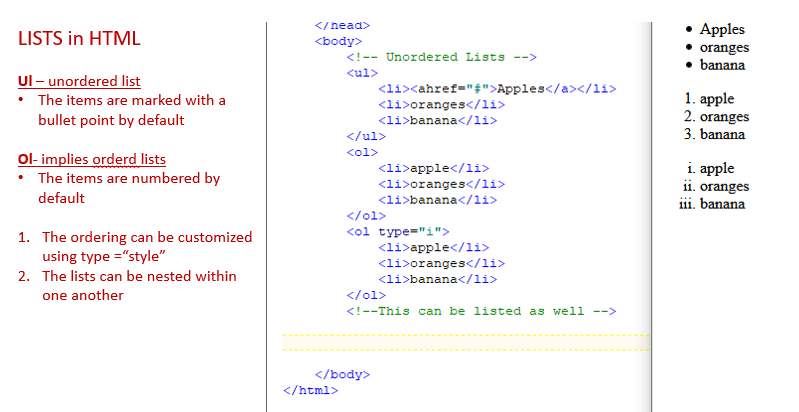 LISTS in HTML
Ul – unordered list
• The items are marked with a
bullet point by default
Ol- implies orderd lists
• The items are numbered by
default
1. The ordering can be customized
using type =“style”
2. The lists can be nested within
one another
</head>
<body>
<!-- Unordered Lists -->
<ul>
<li><ahref="#">Apples</a></li>
<li>oranges</li>
<li>banana</li>
</ul>
<ol>
<li>apple</li>
<li>oranges</li>
<li>banana</li>
</ol>
<ol type="i">
<li>apple</li>
<li>oranges</li>
<li>banana</li>
</ol>
<!--This can be listed as well -->
</body>
</html>
• Apples
• oranges
• banana
1. apple
2. oranges
3. banana
i. apple
ii. oranges
iii. banana